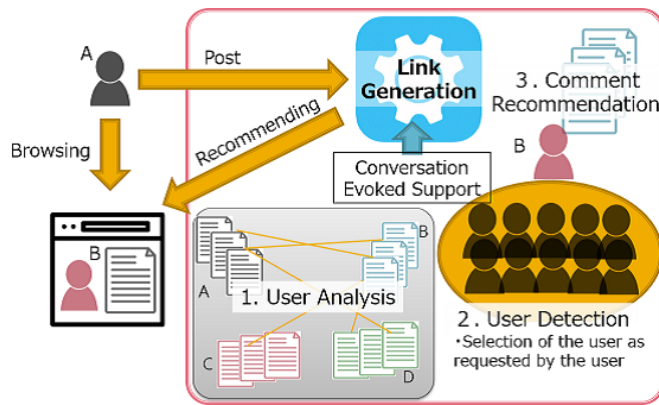 A
Post
Link
Generation
3. Comment
Recommendation
Browsing
Recommending
B
Conversation
Evoked Support
B
B
A
1. User Analysis
C
D
2. User Detection
・Selection of the user as
requested by the user